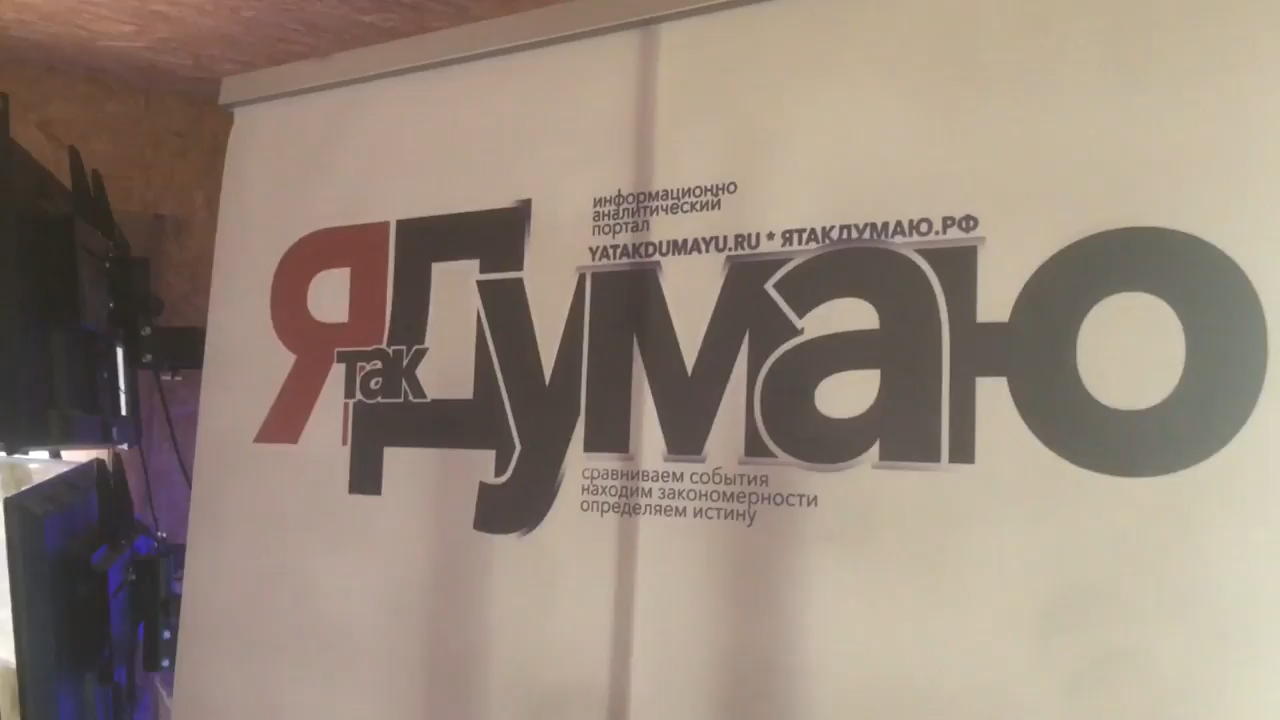 информационно
аналитический
портал
YATAKDUMAYU.RU * ЯТАКДУМАЮ.РФ
Я так Думаю
сравниваем события
находим закономерности
определяем истину